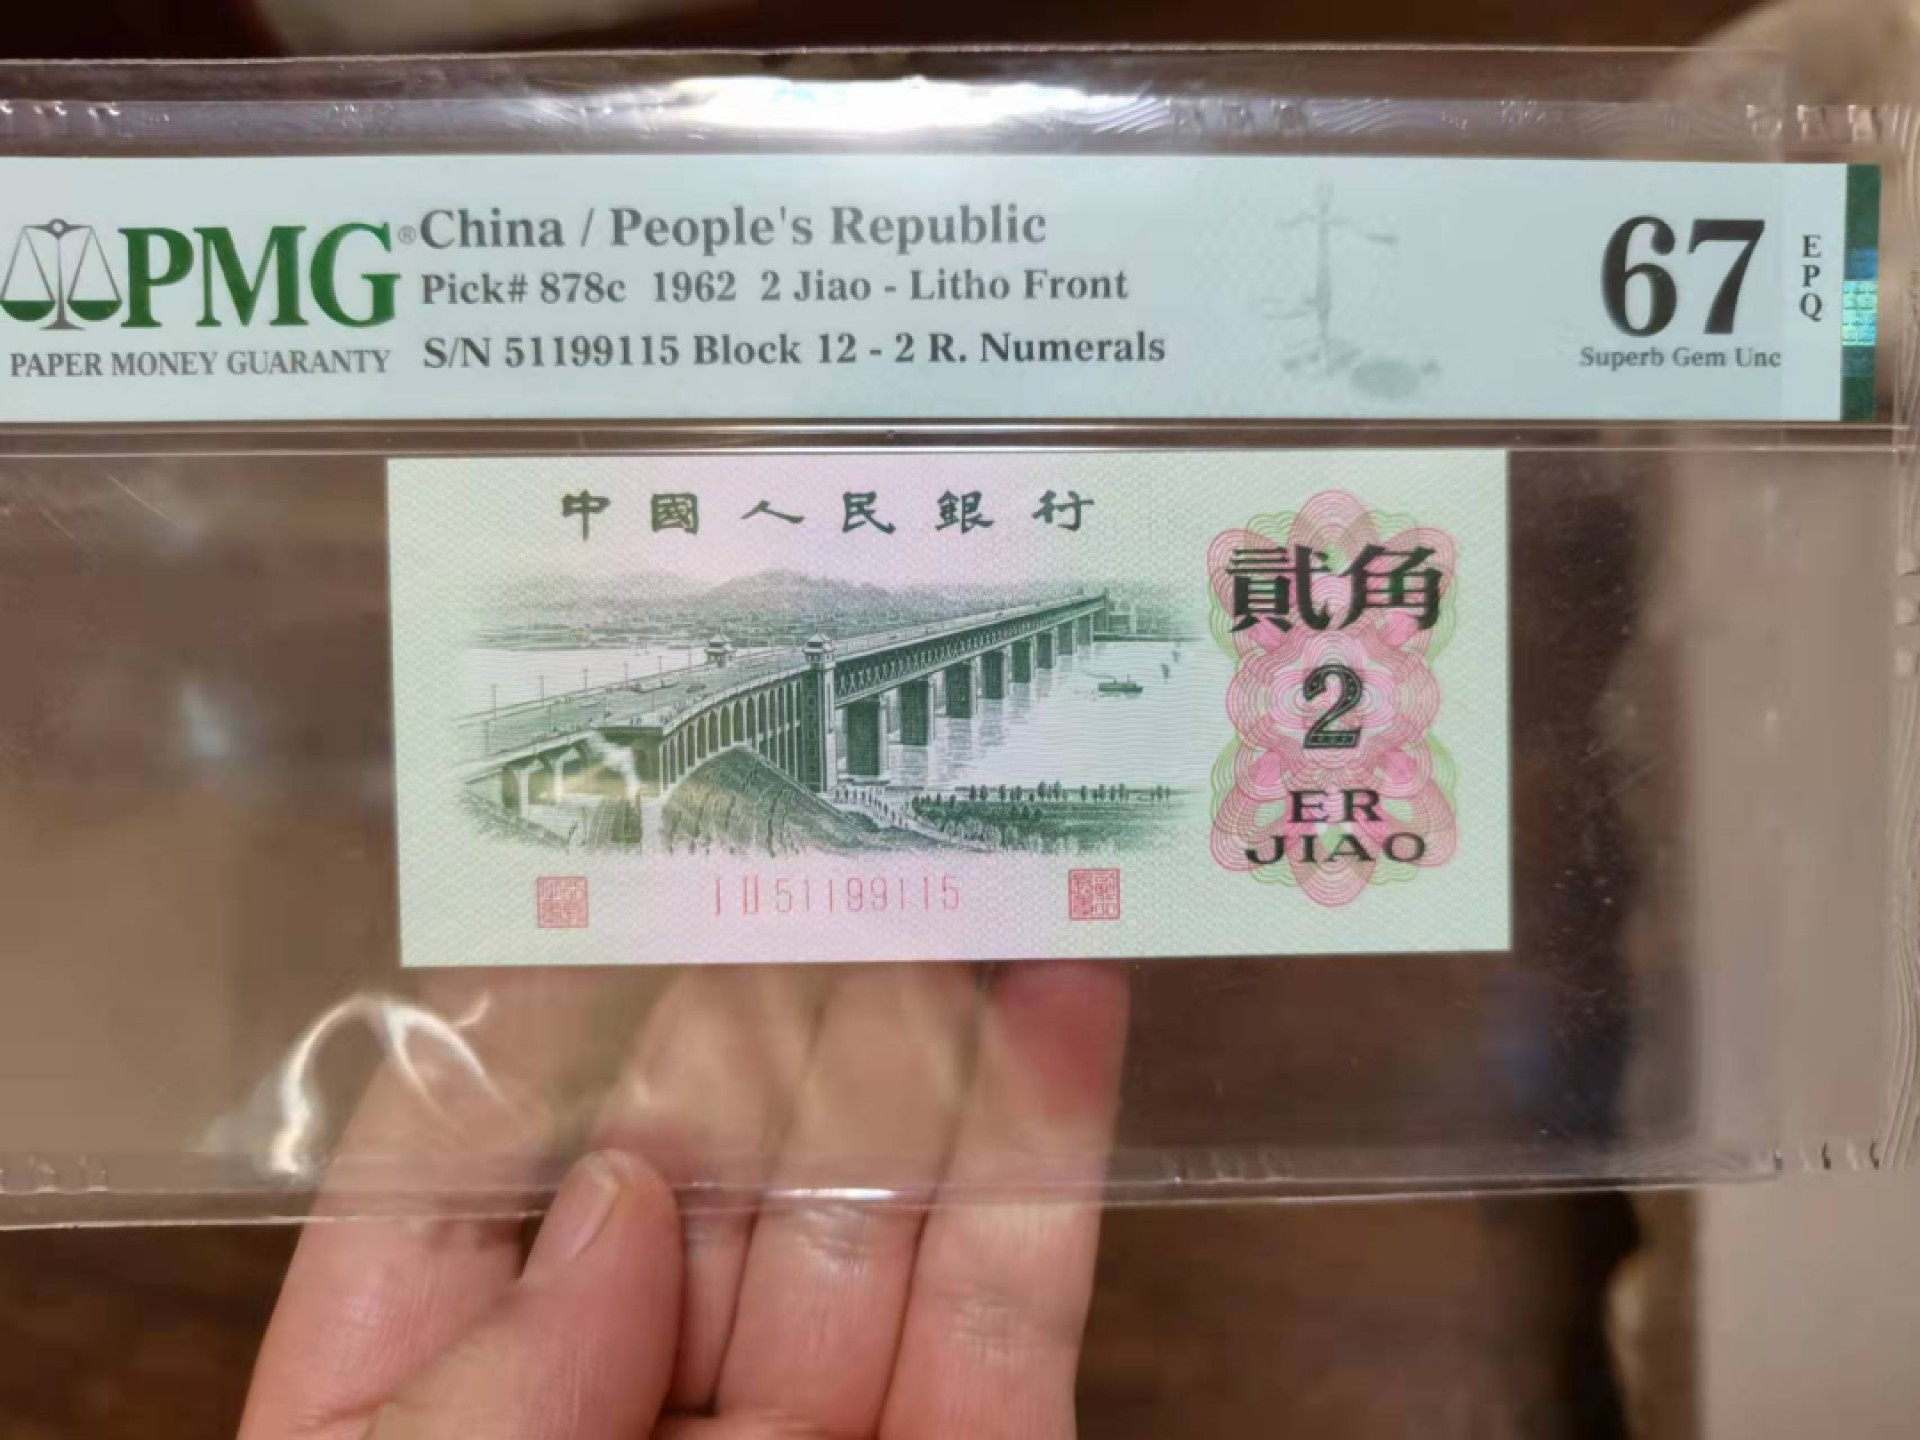 PMG®
PAPER MONEY GUARANTY
China / People's Republic
Pick# 878c 1962 2 Jiao - Litho Front
S/N 51199115 Block 12 - 2 R. Numerals
67
EPQ
Superb Gem Unc
中國人民銀行
貳角
2
ER
JIAO
I II 51199115